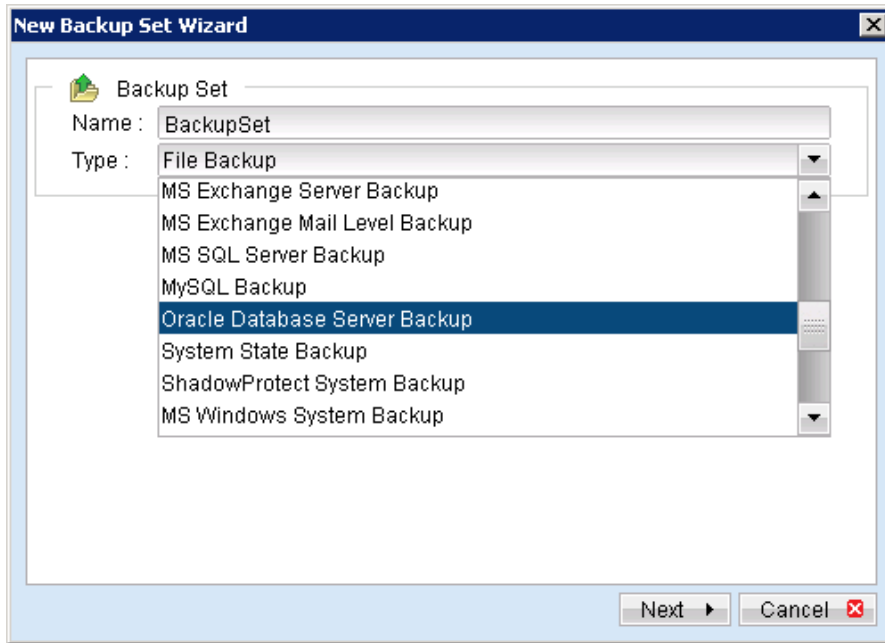 New Backup Set Wizard
Backup Set
Name : BackupSet
Type : File Backup
MS Exchange Server Backup
MS Exchange Mail Level Backup
MS SQL Server Backup
MySQL Backup
Oracle Database Server Backup
System State Backup
ShadowProtect System Backup
MS Windows System Backup
Next Cancel